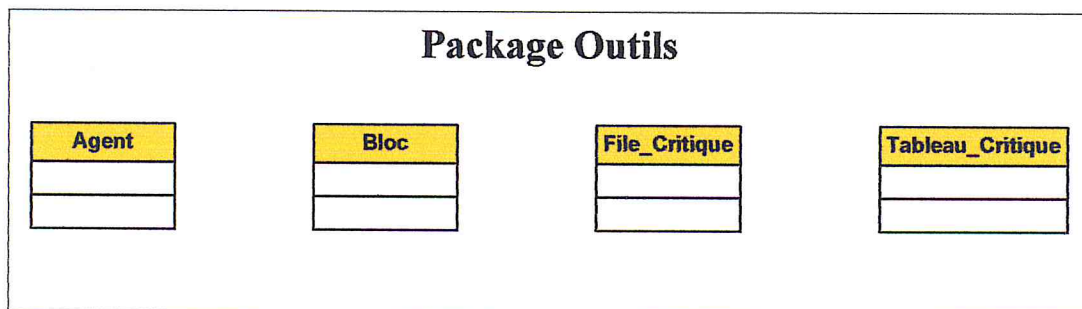 Package Outils
Agent
Bloc
File_Critique
Tableau_Critique